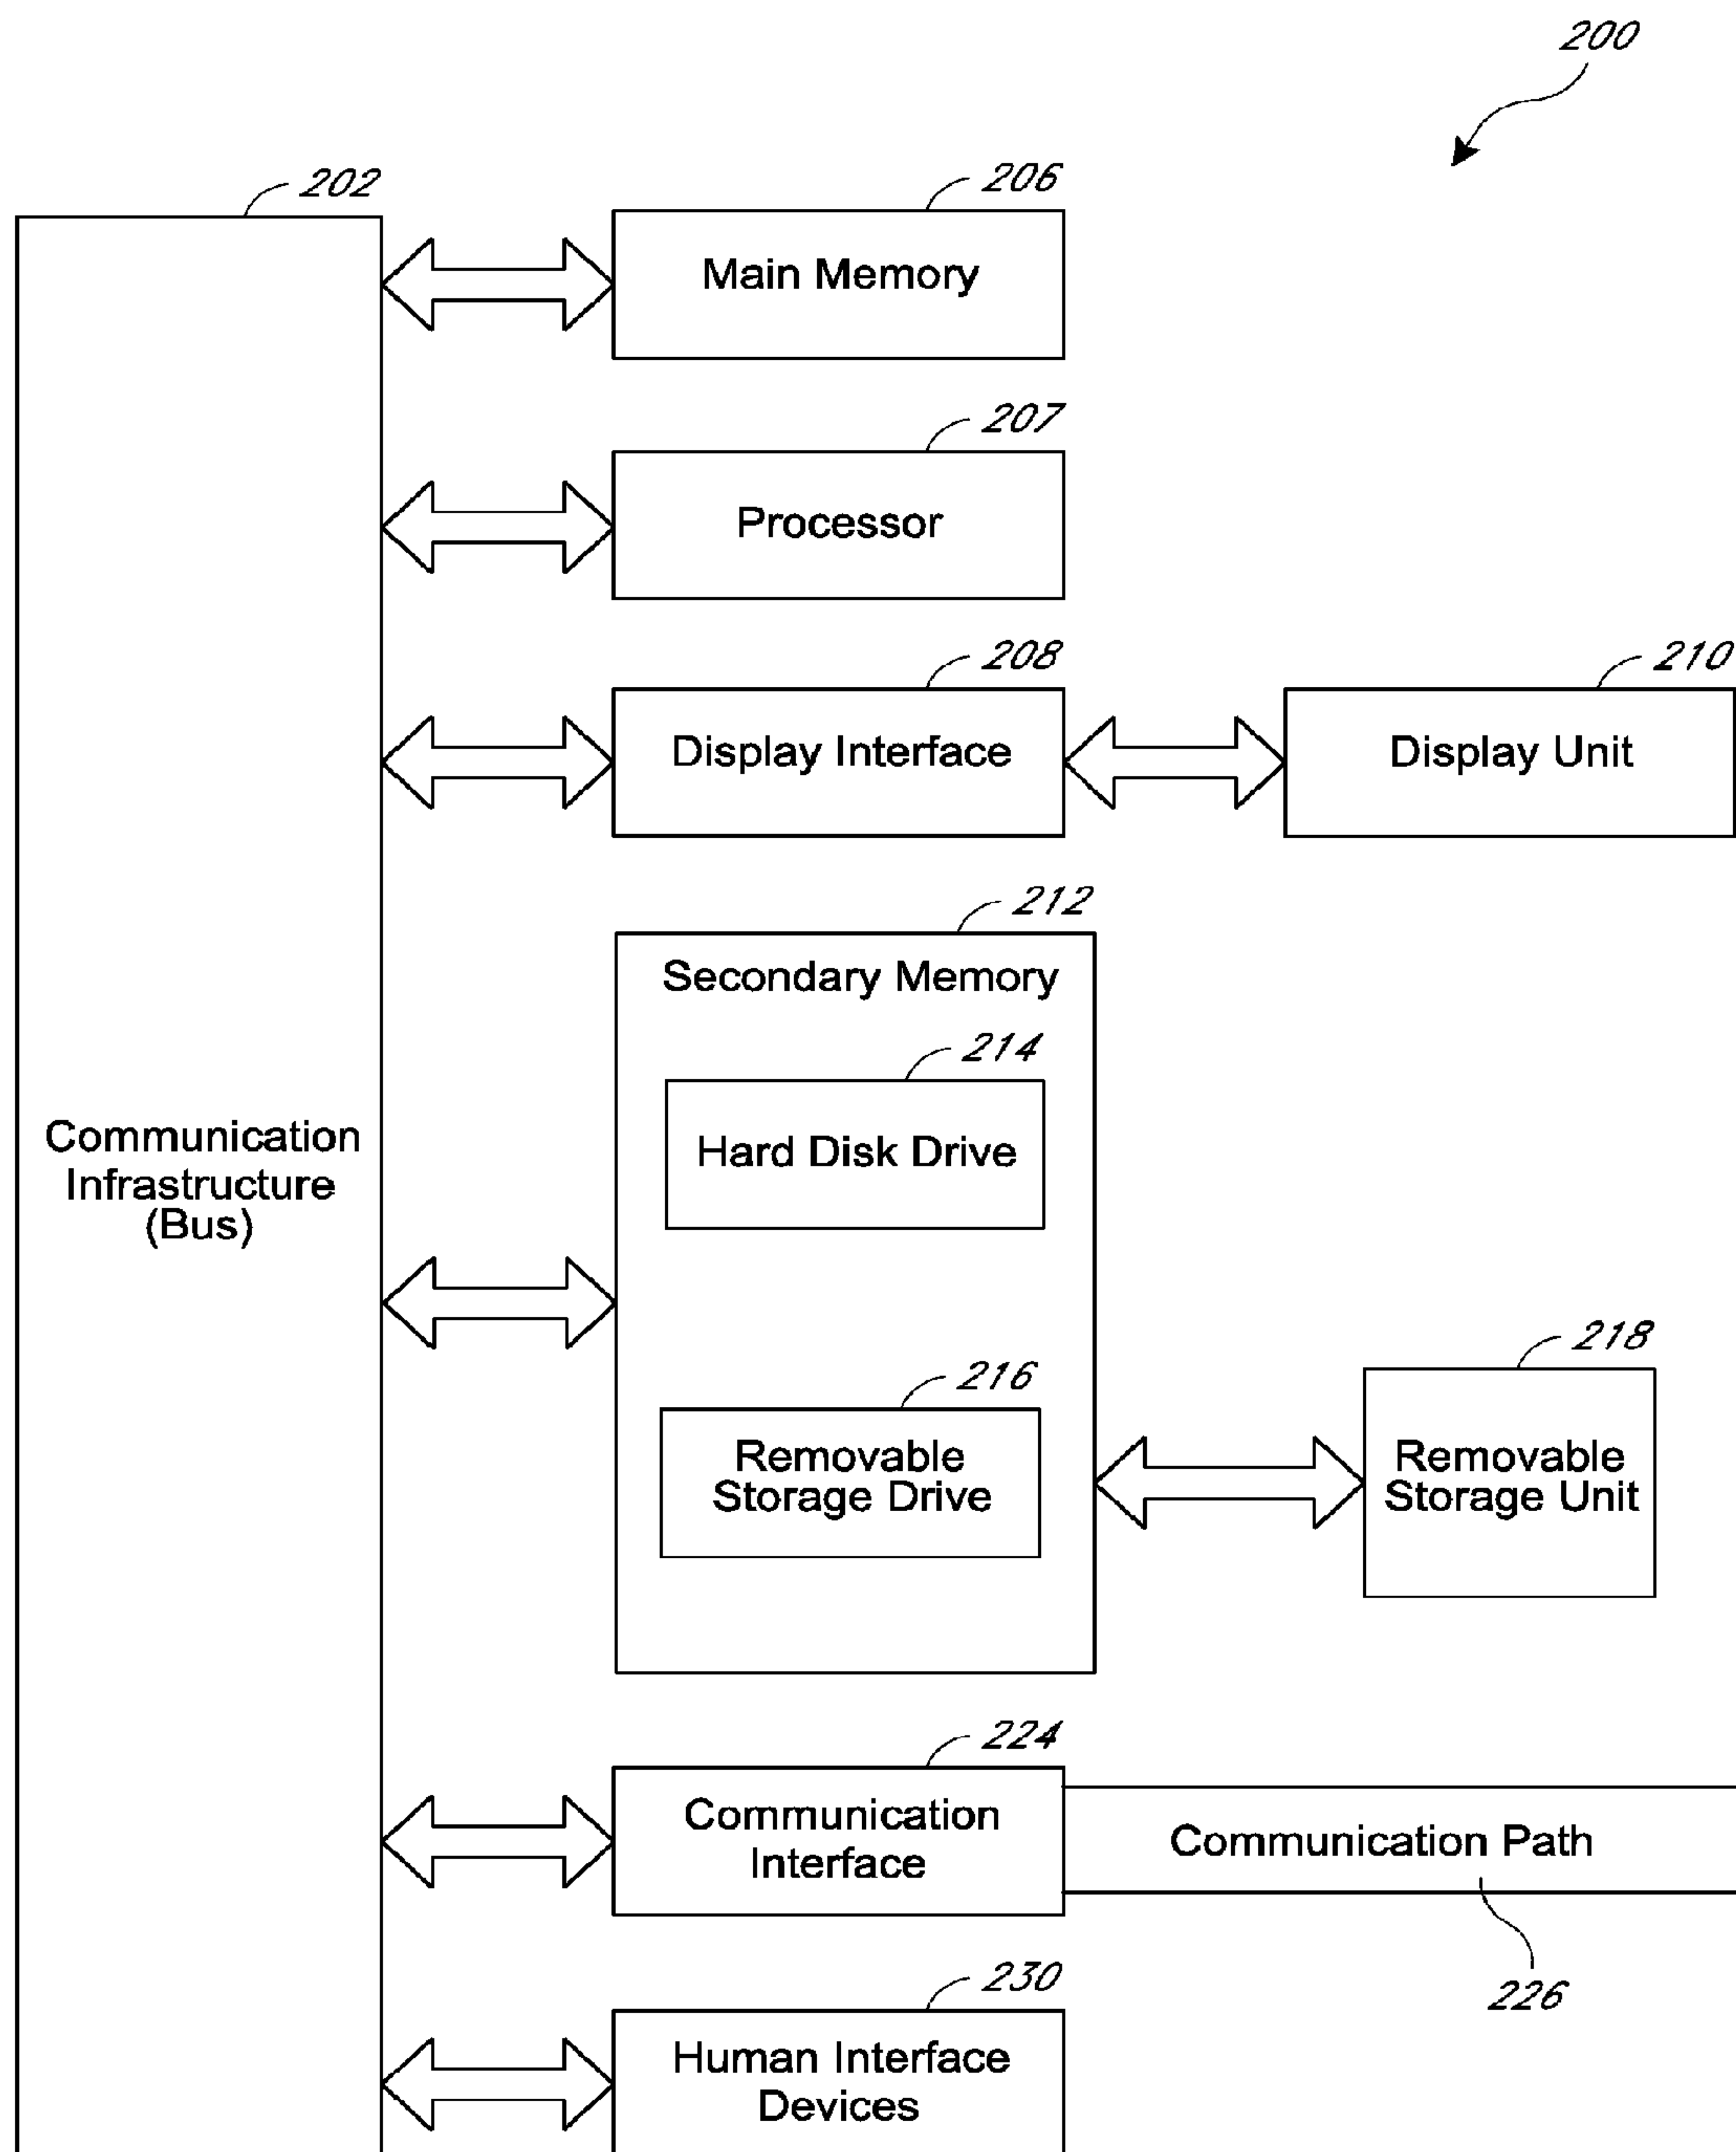 200
202
206
Main Memory
207
Processor
208
Display Interface
210
Display Unit
212
Secondary Memory
214
Hard Disk Drive
Communication
Infrastructure
(Bus)
216
Removable
Storage Drive
218
Removable
Storage Unit
224
Communication
Interface
Communication Path
226
230
Human Interface
Devices